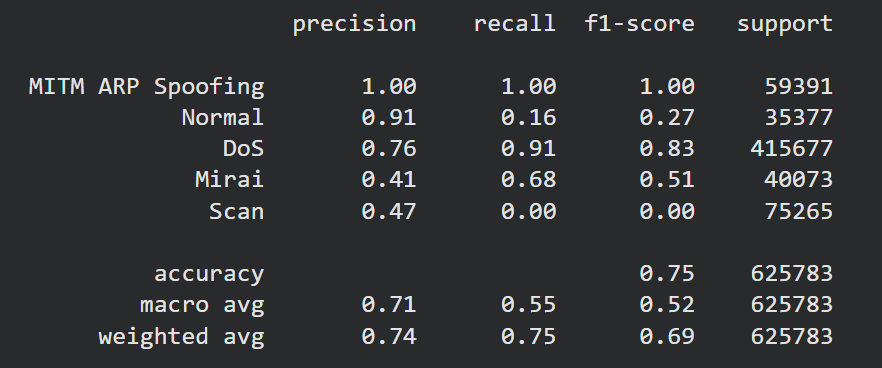 precision recall f1-score support
MITM ARP Spoofing 1.00 1.00 1.00 59391
Normal 0.91 0.16 0.27 35377
DoS 0.76 0.91 0.83 415677
Mirai 0.41 0.68 0.51 40073
Scan 0.47 0.00 0.00 75265
accuracy 0.75 625783
macro avg 0.71 0.55 0.52 625783
weighted avg 0.74 0.75 0.69 625783